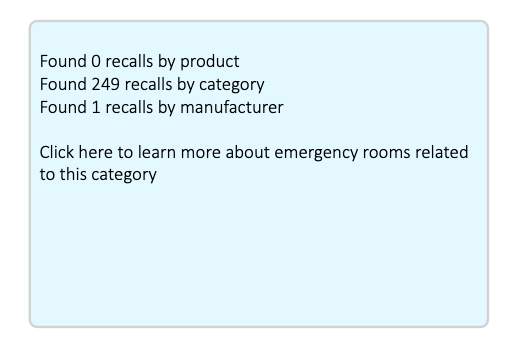 Found 0 recalls by product
Found 249 recalls by category
Found 1 recalls by manufacturer
Click here to learn more about emergency rooms related
to this category